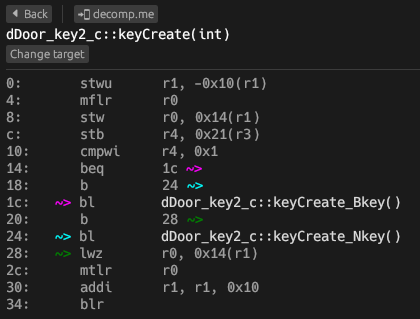 Back decomp.me
dDoor_key2_c::keyCreate(int)
Change target
0: stwu r1, -0x10(r1)
4: mflr r0
8: stw r0, 0x14(r1)
c: stb r4, 0x21(r3)
10: cmpwi r4, 0x1
14: beq 1c ~>
18: b 24 ~>
1c: ~> bl dDoor_key2_c::keyCreate_Bkey()
20: b 28 ~>
24: ~> bl dDoor_key2_c::keyCreate_Nkey()
28: ~> lwz r0, 0x14(r1)
2c: mtlr r0
30: addi r1, r1, 0x10
34: blr